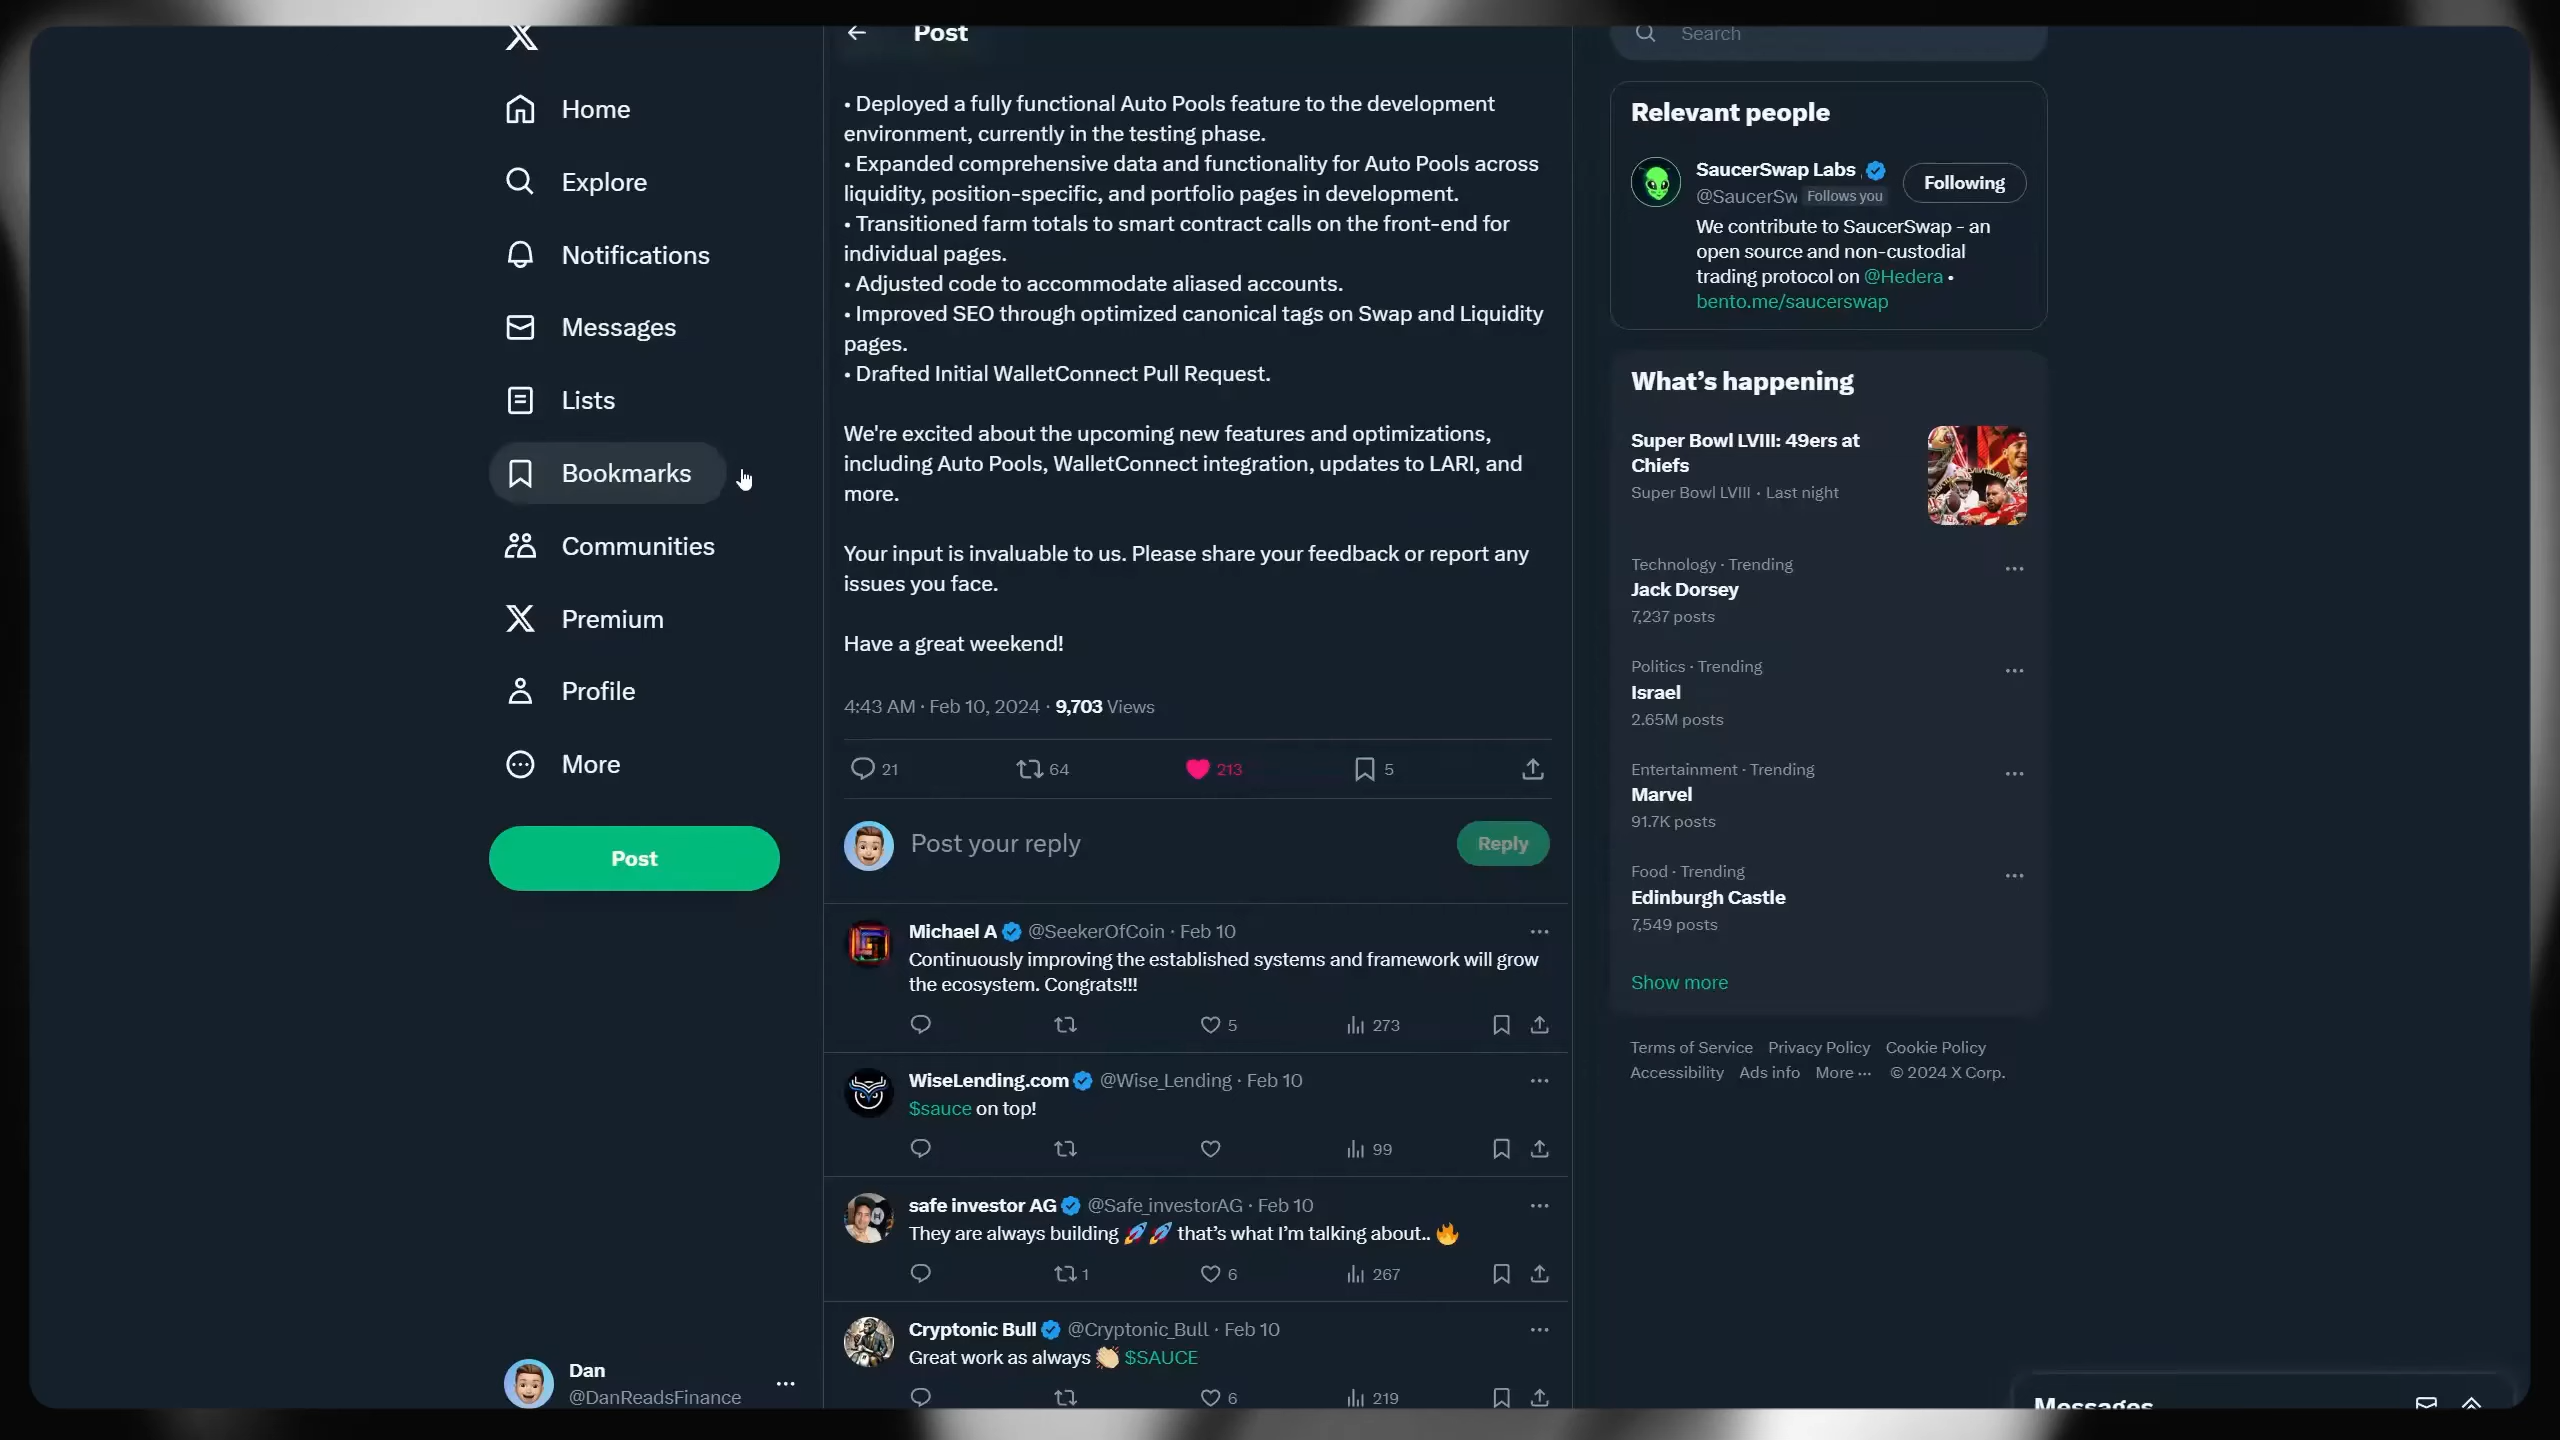 Home
Explore
Notifications
Messages
Lists
Bookmarks
Communities
Premium
Profile
More
Post
Dan
@DanReadsFinance
Post
• Deployed a fully functional Auto Pools feature to the development
environment, currently in the testing phase.
• Expanded comprehensive data and functionality for Auto Pools across
liquidity, position-specific, and portfolio pages in development.
• Transitioned farm totals to smart contract calls on the front-end for
individual pages.
• Adjusted code to accommodate aliased accounts.
• Improved SEO through optimized canonical tags on Swap and Liquidity
pages.
• Drafted Initial WalletConnect Pull Request.
We're excited about the upcoming new features and optimizations,
including Auto Pools, WalletConnect integration, updates to LARI, and
more.
Your input is invaluable to us. Please share your feedback or report any
issues you face.
Have a great weekend!
4:43 AM · Feb 10, 2024 · 9,703 Views
21 64 213 5
Post your reply
Reply
Michael A @SeekerOfCoin · Feb 10
Continuously improving the established systems and framework will grow
the ecosystem. Congrats!!!
5 273
WiseLending.com @Wise_Lending · Feb 10
$sauce on top!
99
safe investor AG @Safe_investorAG · Feb 10
They are always building 🚀🚀 that’s what I’m talking about.. 🔥
1 6 267
Cryptonic Bull @Cryptonic_Bull · Feb 10
Great work as always 👏🏻 $SAUCE
6 219
Search
Relevant people
SaucerSwap Labs
@SaucerSw Follows you
Following
We contribute to SaucerSwap - an
open source and non-custodial
trading protocol on @Hedera •
bento.me/saucerswap
What’s happening
Super Bowl LVIII: 49ers at
Chiefs
Super Bowl LVIII · Last night
Technology · Trending
Jack Dorsey
7,237 posts
Politics · Trending
Israel
2.65M posts
Entertainment · Trending
Marvel
91.7K posts
Food · Trending
Edinburgh Castle
7,549 posts
Show more
Terms of Service Privacy Policy Cookie Policy
Accessibility Ads info More ··· © 2024 X Corp.
Messages